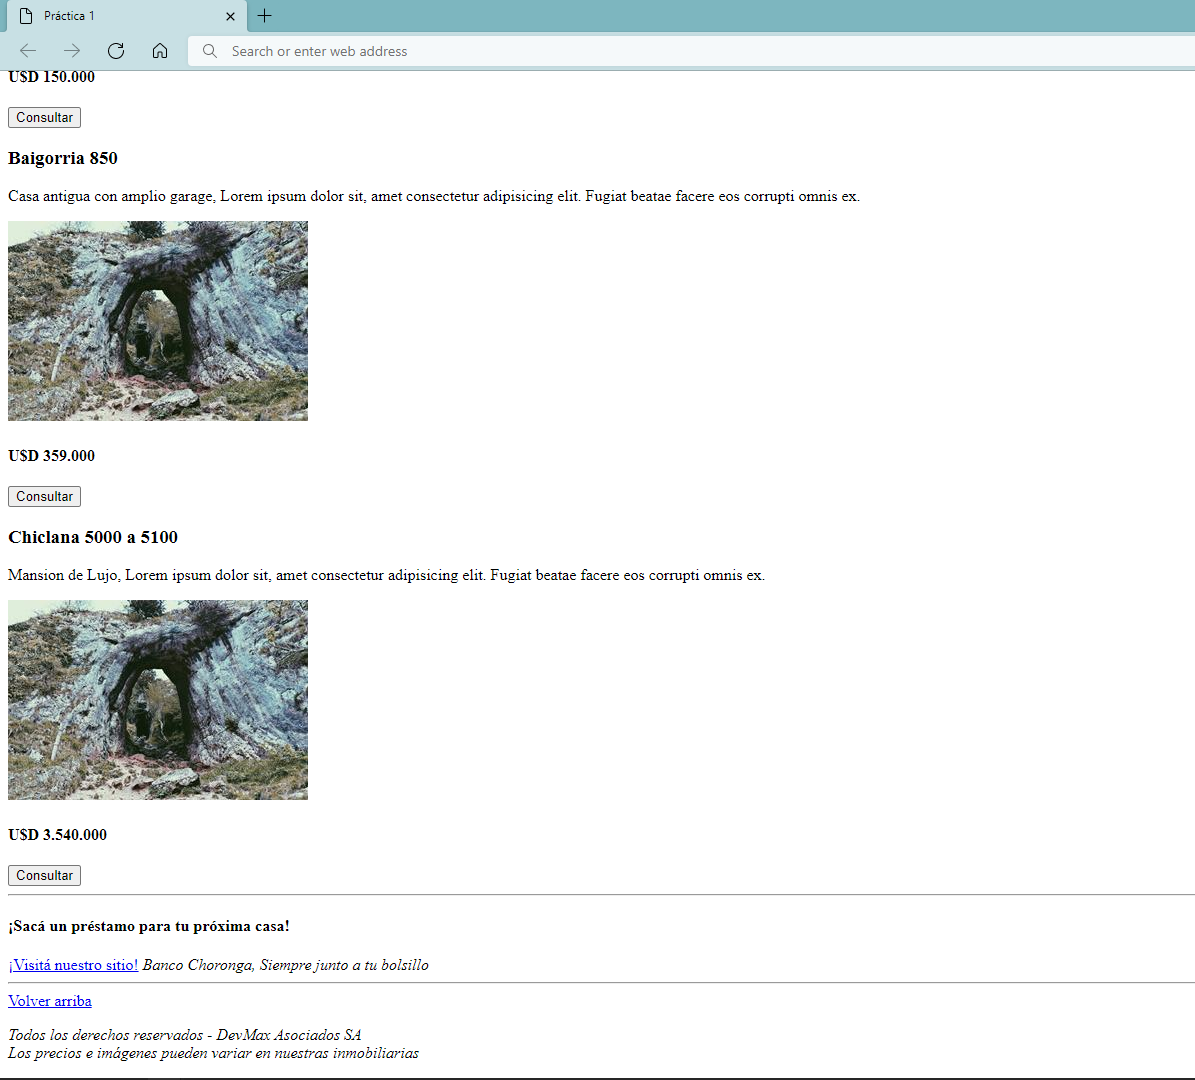 Práctica 1
Search or enter web address
U$D 150.000
Consultar
Baigorria 850
Casa antigua con amplio garage, Lorem ipsum dolor sit, amet consectetur adipisicing elit. Fugiat beatae facere eos corrupti omnis ex.
U$D 359.000
Consultar
Chiclana 5000 a 5100
Mansion de Lujo, Lorem ipsum dolor sit, amet consectetur adipisicing elit. Fugiat beatae facere eos corrupti omnis ex.
U$D 3.540.000
Consultar
¡Sacá un préstamo para tu próxima casa!
¡Visitá nuestro sitio! Banco Choronga, Siempre junto a tu bolsillo
Volver arriba
Todos los derechos reservados - DevMax Asociados SA
Los precios e imágenes pueden variar en nuestras inmobiliarias